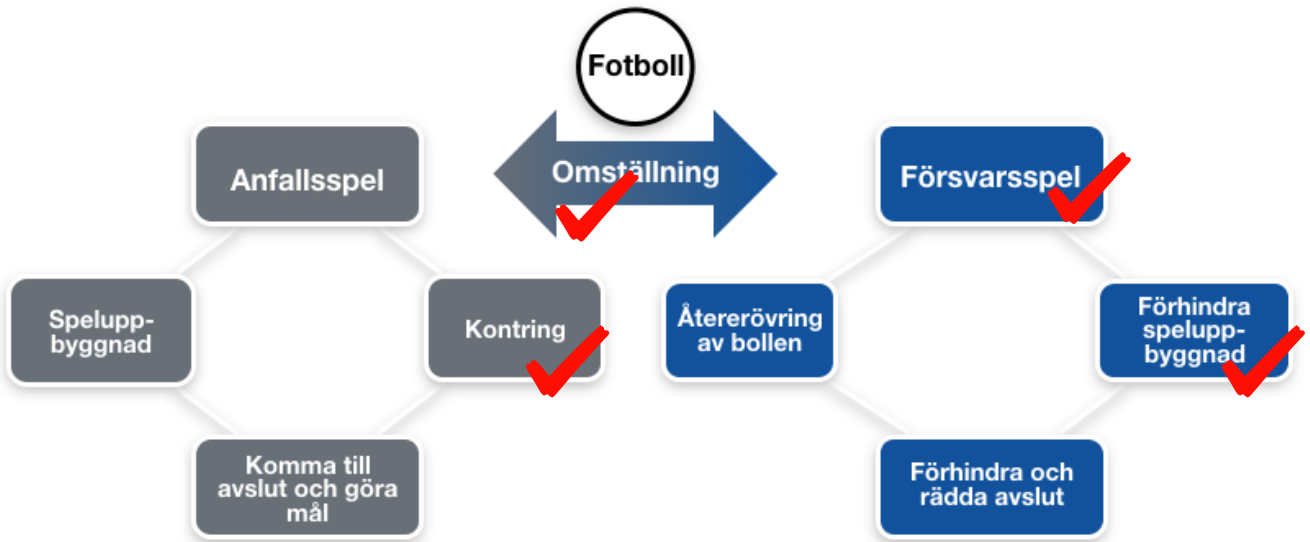 Fotboll
Anfallsspel
Omställning
Försvarsspel
Spelupp-
byggnad
Kontring
Återerövring
av bollen
Förhindra
spelupp-
byggnad
Komma till
avslut och göra
mål
Förhindra och
rädda avslut